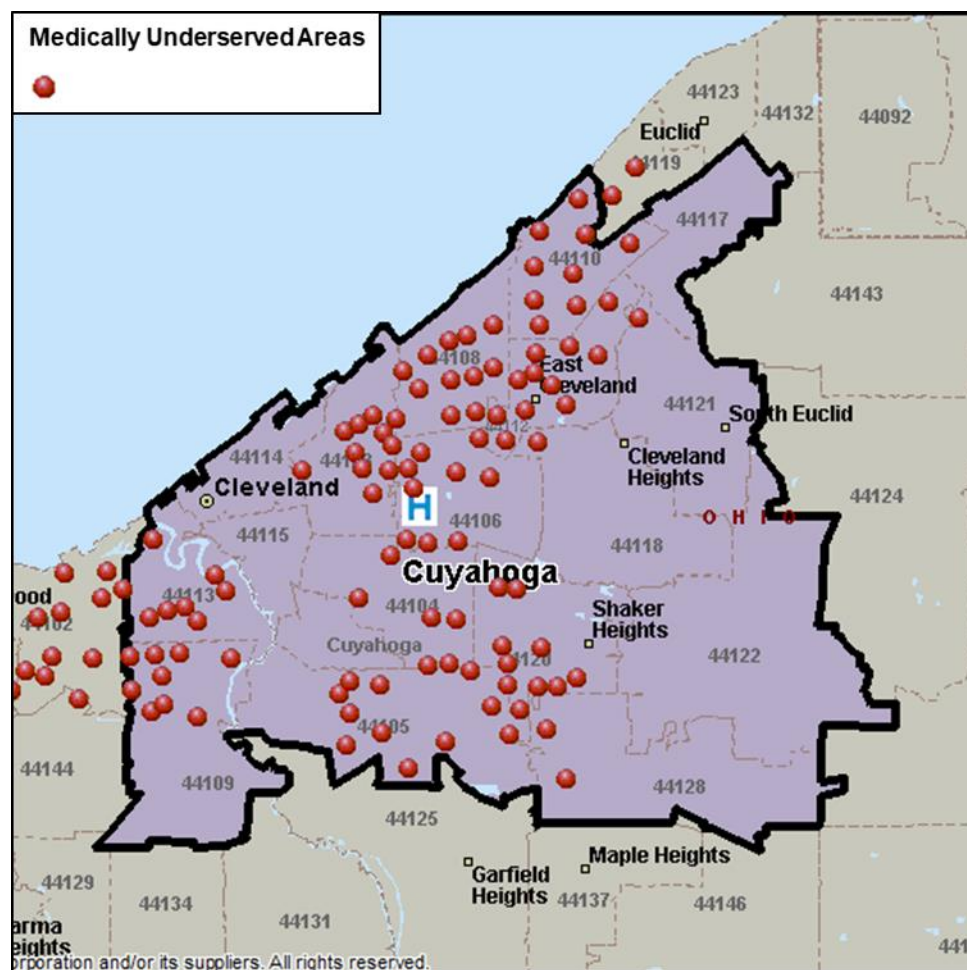 Medically Underserved Areas
44123
44132
44092
Euclid
44119
44117
44110
44143
44108
East
Cleveland
44121
South Euclid
44112
44114
Cleveland
Heights
Cleveland
44124
H
44106
OHIO
44115
44118
Cuyahoga
44113
44104
ood
44102
Shaker
Heights
Cuyahoga
44120
44122
44105
44144
44109
44128
44125
Maple Heights
Garfield
Heights
44129
44134
44137
44146
44131
arma
eights
orporation and/or its suppliers. All rights reserved.